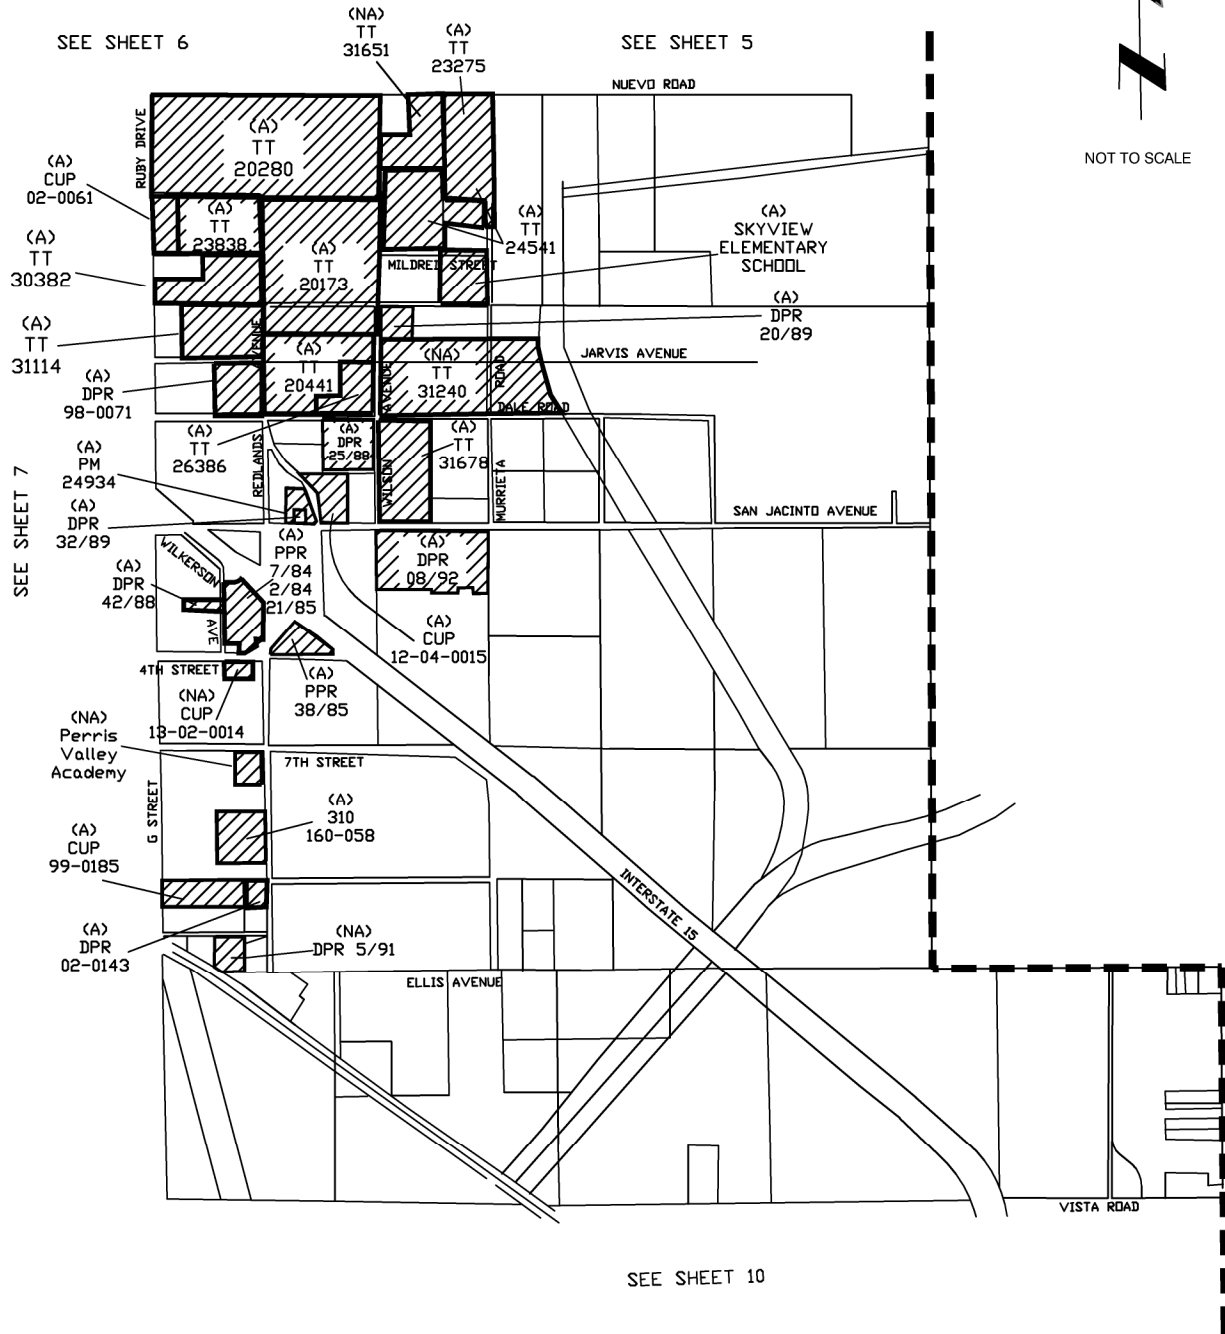 SEE SHEET 6
(NA)
TT
31651
(A)
TT
23275
SEE SHEET 5
NUEVO ROAD
NOT TO SCALE
RUBY DRIVE
(A)
TT
20280
(A)
CUP
02-0061
(A)
TT
23838
(A)
TT
30382
(A)
TT
20173
(A)
TT
24541
MILDRED STREET
(A)
SKYVIEW
ELEMENTARY
SCHOOL
(A)
DPR
20/89
(A)
TT
31114
AVENUE
(A)
TT
20441
AVENUE
(NA)
TT
31240
ROAD
JARVIS AVENUE
DALE ROAD
(A)
DPR
98-0071
(A)
TT
26386
REDLANDS
(A)
DPR
25/88
WILSON
(A)
TT
31678
MURRIETA
(A)
PM
24934
SEE SHEET 7
(A)
DPR
32/89
SAN JACINTO AVENUE
WILKERSON
AVE
(A)
PPR
7/84
2/84
21/85
(A)
DPR
08/92
(A)
DPR
42/88
(A)
CUP
12-04-0015
4TH STREET
(A)
PPR
38/85
(NA)
CUP
13-02-0014
(NA)
Perris
Valley
Academy
7TH STREET
G STREET
(A)
310
160-058
(A)
CUP
99-0185
INTERSTATE 15
(A)
DPR
02-0143
(NA)
DPR 5/91
ELLIS AVENUE
VISTA ROAD
SEE SHEET 10